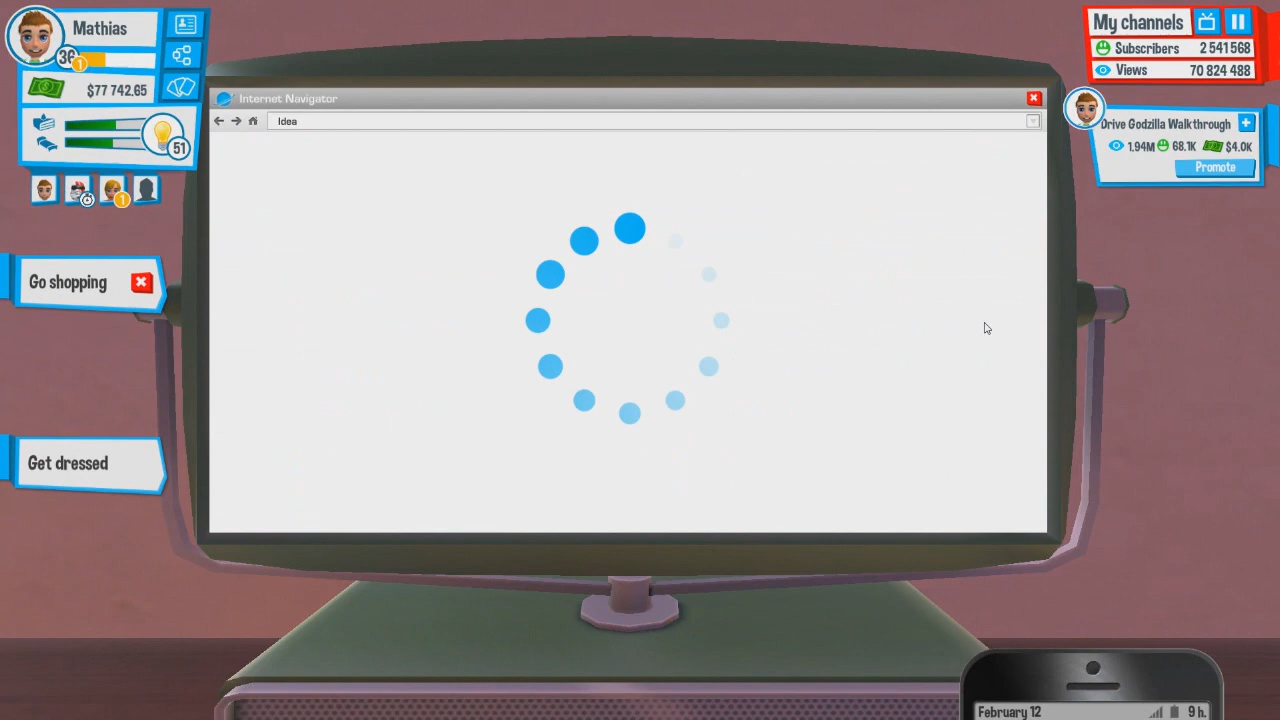 Mathias
36
1
$77 742.65
51
1
Go shopping
Get dressed
Internet Navigator
Idea
My channels
Subscribers 2 541 568
Views 70 824 488
Drive Godzilla Walkthrough
1.94M 68.1K $4.0K
Promote
February 12 9 h.